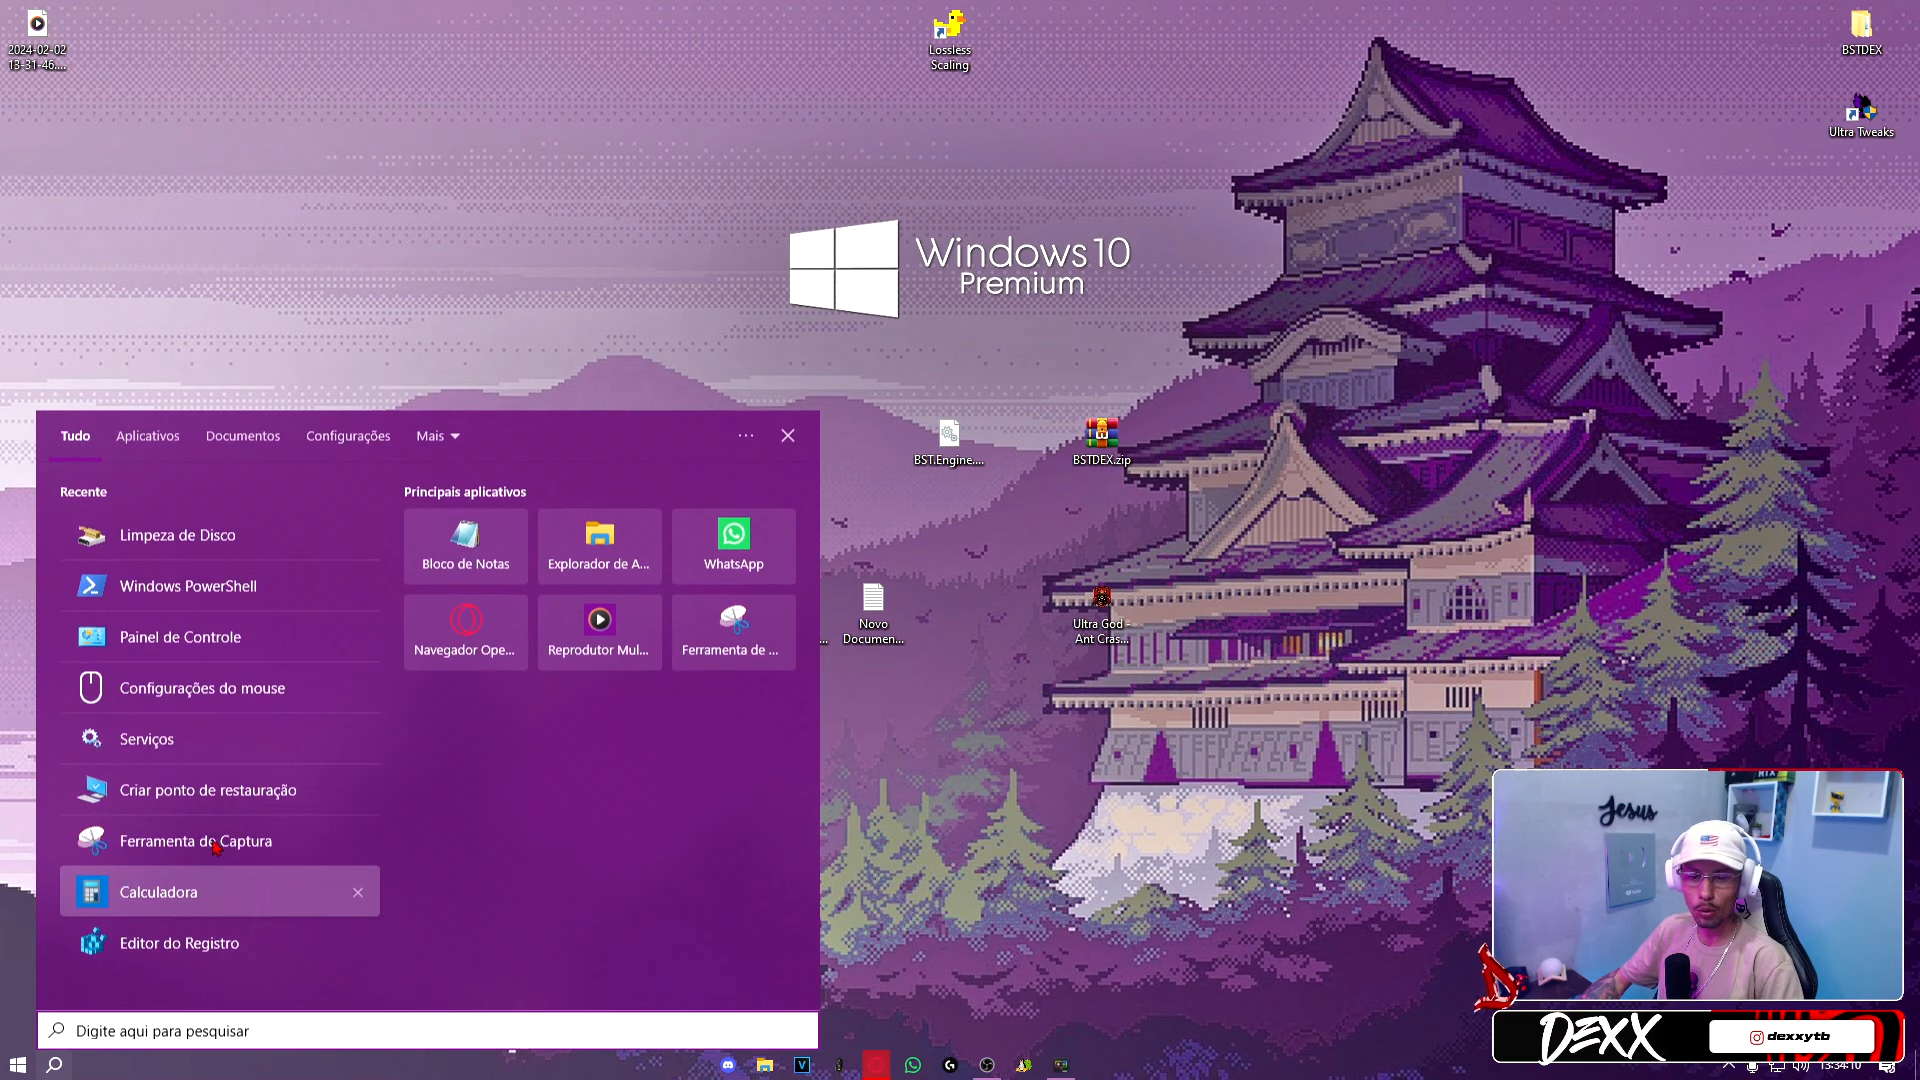 2024-02-02
13-31-46....
Lossless
Scaling
BSTDEX
Ultra Tweaks
Windows 10
Premium
Tudo
Aplicativos
Documentos
Configurações
Mais
Recente
Limpeza de Disco
Windows PowerShell
Painel de Controle
Configurações do mouse
Serviços
Criar ponto de restauração
Ferramenta de Captura
Calculadora
Editor do Registro
Principais aplicativos
Bloco de Notas
Explorador de A...
WhatsApp
Navegador Ope...
Reprodutor Mul...
Ferramenta de ...
BST.Engine....
BSTDEX.zip
...
Novo
Documen...
Ultra God -
Ant Cras...
Jesus
DEXX
dexxytb
Digite aqui para pesquisar
13:34:10